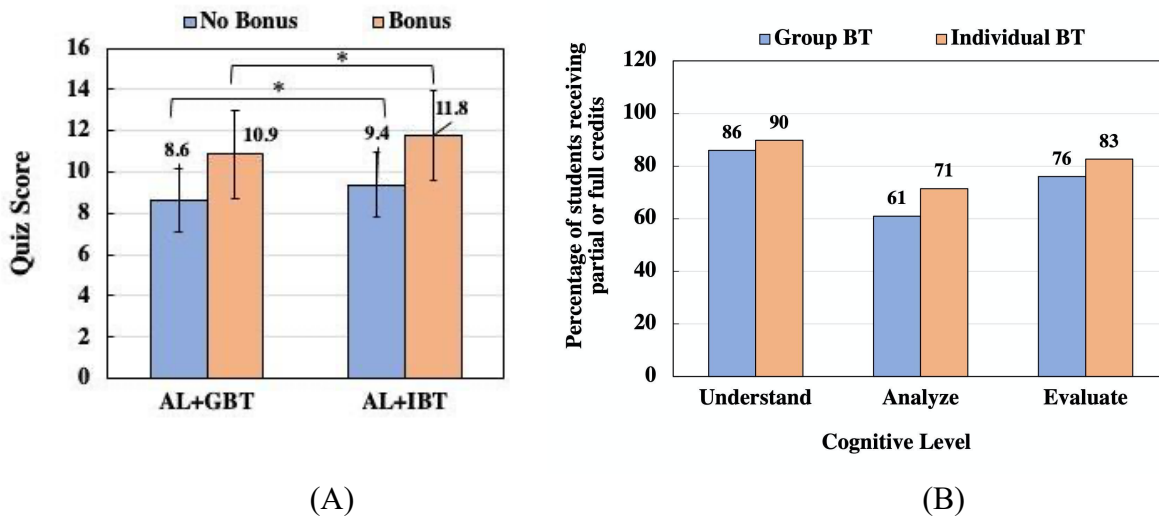 No Bonus Bonus
16
14
12
10
8
6
4
2
0
Quiz Score
*
*
8.6
10.9
9.4
11.8
AL+GBT AL+IBT
(A)
Group BT Individual BT
120
100
80
60
40
20
0
Percentage of students receiving
partial or full credits
86 90
61 71
76 83
Understand Analyze Evaluate
Cognitive Level
(B)